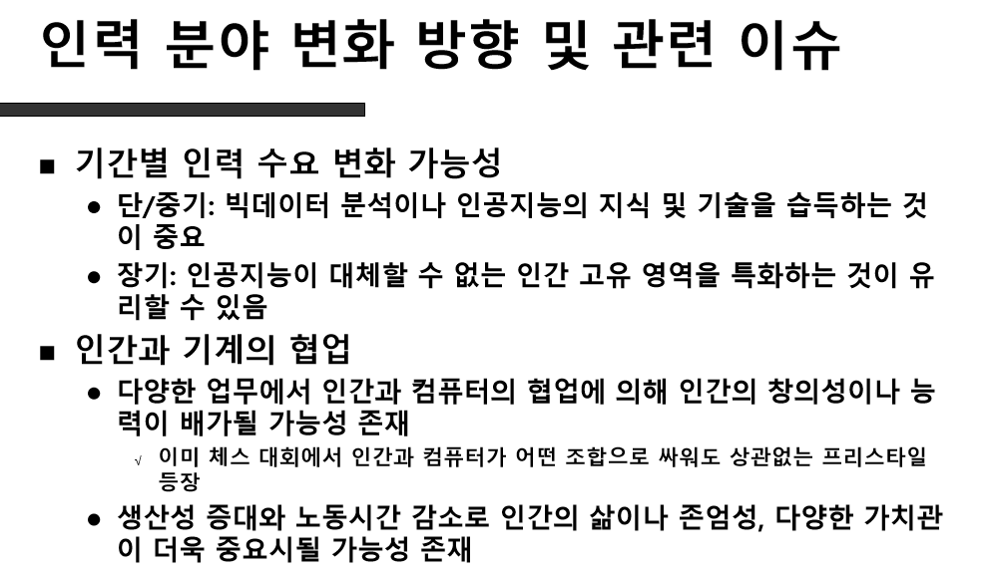 인력 분야 변화 방향 및 관련 이슈
■ 기간별 인력 수요 변화 가능성
● 단/중기: 빅데이터 분석이나 인공지능의 지식 및 기술을 습득하는 것
이 중요
● 장기: 인공지능이 대체할 수 없는 인간 고유 영역을 특화하는 것이 유
리할 수 있음
■ 인간과 기계의 협업
● 다양한 업무에서 인간과 컴퓨터의 협업에 의해 인간의 창의성이나 능
력이 배가될 가능성 존재
√ 이미 체스 대회에서 인간과 컴퓨터가 어떤 조합으로 싸워도 상관없는 프리스타일
등장
● 생산성 증대와 노동시간 감소로 인간의 삶이나 존엄성, 다양한 가치관
이 더욱 중요시될 가능성 존재